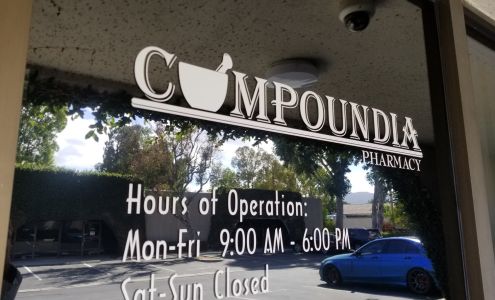 COMPOUNDIA
PHARMACY
Hours of Operation:
Mon-Fri 9:00 AM - 6:00 PM
Sat-Sun Closed